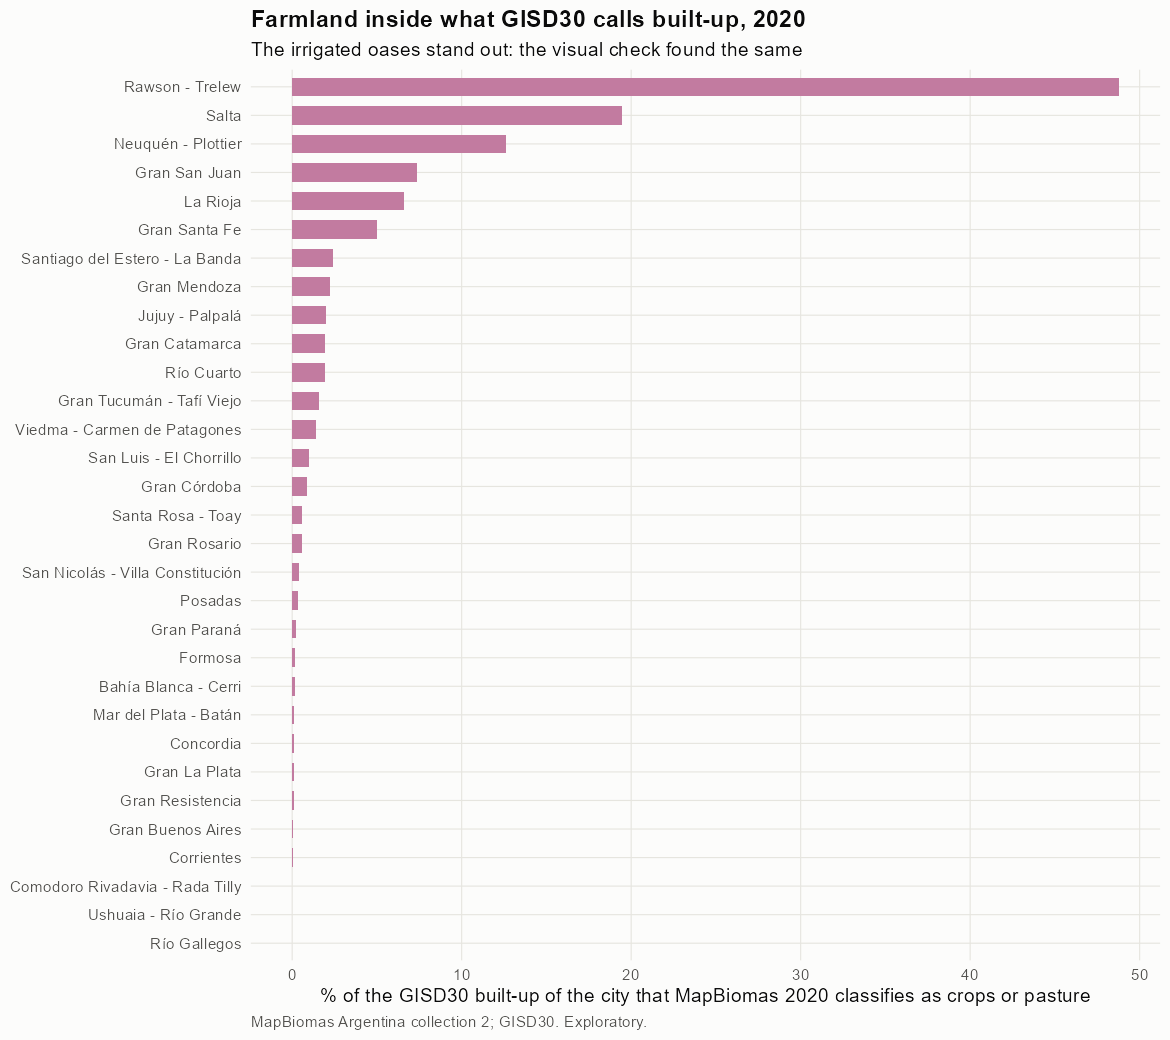 Farmland inside what GISD30 calls built-up, 2020
The irrigated oases stand out: the visual check found the same
Rawson - Trelew
Salta
Neuquén - Plottier
Gran San Juan
La Rioja
Gran Santa Fe
Santiago del Estero - La Banda
Gran Mendoza
Jujuy - Palpalá
Gran Catamarca
Río Cuarto
Gran Tucumán - Tafí Viejo
Viedma - Carmen de Patagones
San Luis - El Chorrillo
Gran Córdoba
Santa Rosa - Toay
Gran Rosario
San Nicolás - Villa Constitución
Posadas
Gran Paraná
Formosa
Bahía Blanca - Cerri
Mar del Plata - Batán
Concordia
Gran La Plata
Gran Resistencia
Gran Buenos Aires
Corrientes
Comodoro Rivadavia - Rada Tilly
Ushuaia - Río Grande
Río Gallegos
0 10 20 30 40 50
% of the GISD30 built-up of the city that MapBiomas 2020 classifies as crops or pasture
MapBiomas Argentina collection 2; GISD30. Exploratory.